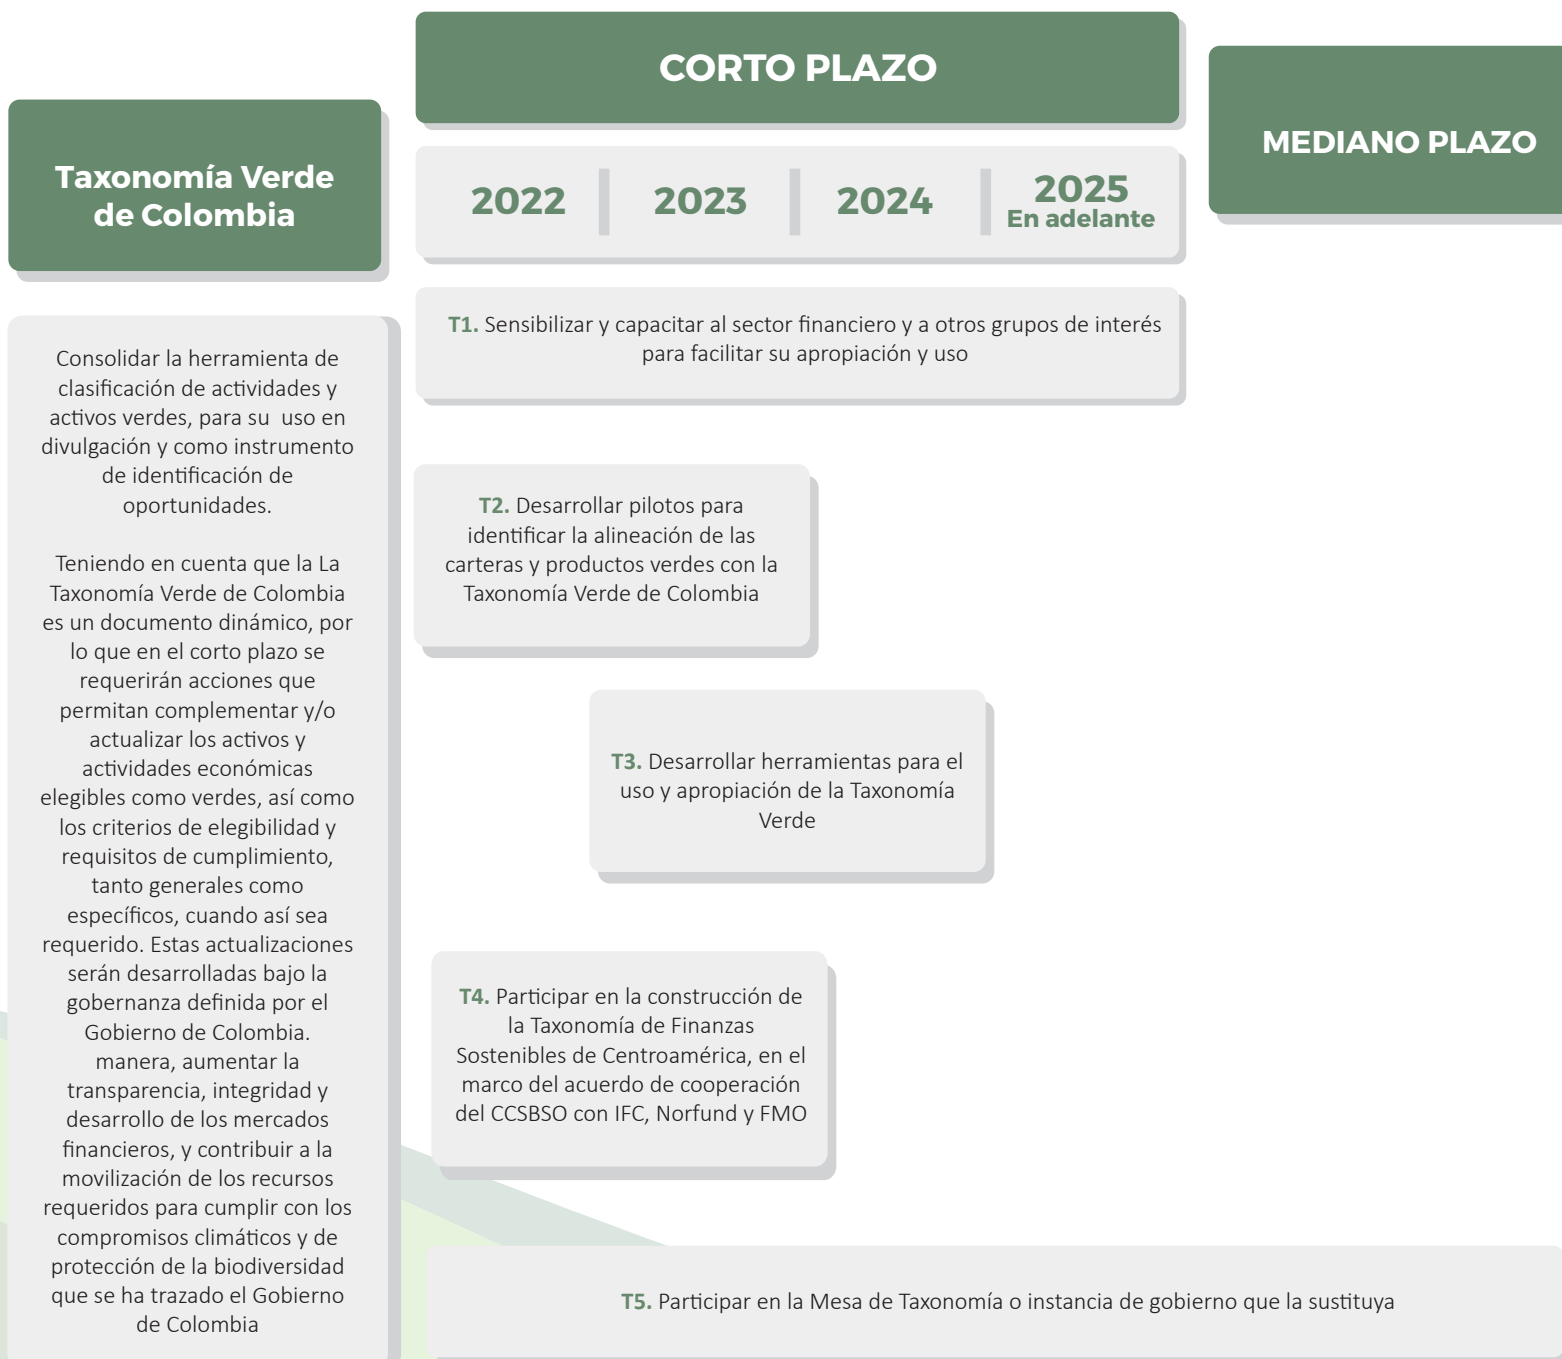 CORTO PLAZO
MEDIANO PLAZO
Taxonomía Verde
de Colombia
2022
2023
2024
2025
En adelante
Consolidar la herramienta de
clasificación de actividades y
activos verdes, para su uso en
divulgación y como instrumento
de identificación de
oportunidades.
Teniendo en cuenta que la La
Taxonomía Verde de Colombia
es un documento dinámico, por
lo que en el corto plazo se
requerirán acciones que
permitan complementar y/o
actualizar los activos y
actividades económicas
elegibles como verdes, así como
los criterios de elegibilidad y
requisitos de cumplimiento,
tanto generales como
específicos, cuando así sea
requerido. Estas actualizaciones
serán desarrolladas bajo la
gobernanza definida por el
Gobierno de Colombia.
manera, aumentar la
transparencia, integridad y
desarrollo de los mercados
financieros, y contribuir a la
movilización de los recursos
requeridos para cumplir con los
compromisos climáticos y de
protección de la biodiversidad
que se ha trazado el Gobierno
de Colombia
T1. Sensibilizar y capacitar al sector financiero y a otros grupos de interés
para facilitar su apropiación y uso
T2. Desarrollar pilotos para
identificar la alineación de las
carteras y productos verdes con la
Taxonomía Verde de Colombia
T3. Desarrollar herramientas para el
uso y apropiación de la Taxonomía
Verde
T4. Participar en la construcción de
la Taxonomía de Finanzas
Sostenibles de Centroamérica, en el
marco del acuerdo de cooperación
del CCSBSO con IFC, Norfund y FMO
T5. Participar en la Mesa de Taxonomía o instancia de gobierno que la sustituya